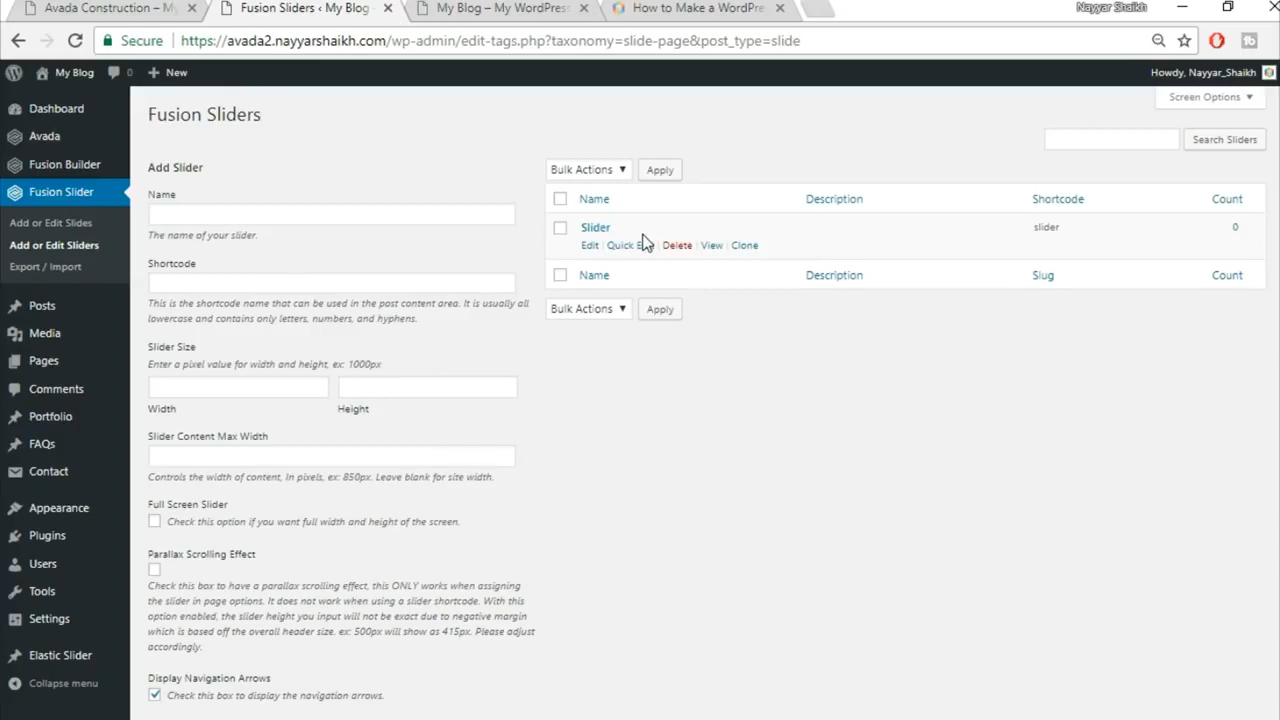 Avada Construction – My
Fusion Sliders ‹ My Blog
My Blog – My WordPress
How to Make a WordPre
Nayyar Shaikh
Secure
https://avada2.nayyarshaikh.com/wp-admin/edit-tags.php?taxonomy=slide-page&post_type=slide
My Blog 0 New
Howdy, Nayyar_Shaikh
Dashboard
Avada
Fusion Builder
Fusion Slider
Add or Edit Slides
Add or Edit Sliders
Export / Import
Posts
Media
Pages
Comments
Portfolio
FAQs
Contact
Appearance
Plugins
Users
Tools
Settings
Elastic Slider
Collapse menu
Screen Options ▼
Fusion Sliders
Search Sliders
Add Slider
Name
The name of your slider.
Shortcode
This is the shortcode name that can be used in the post content area. It is usually all
lowercase and contains only letters, numbers, and hyphens.
Slider Size
Enter a pixel value for width and height, ex: 1000px
Width Height
Slider Content Max Width
Controls the width of content, In pixels, ex: 850px. Leave blank for site width.
Full Screen Slider
Check this option if you want full width and height of the screen.
Parallax Scrolling Effect
Check this box to have a parallax scrolling effect, this ONLY works when assigning
the slider in page options. It does not work when using a slider shortcode. With this
option enabled, the slider height you input will not be exact due to negative margin
which is based off the overall header size. ex: 500px will show as 415px. Please adjust
accordingly.
Display Navigation Arrows
Check this box to display the navigation arrows.
Bulk Actions ▼ Apply
Name Description Shortcode Count
Slider slider 0
Edit | Quick E | Delete | View | Clone
Name Description Slug Count
Bulk Actions ▼ Apply